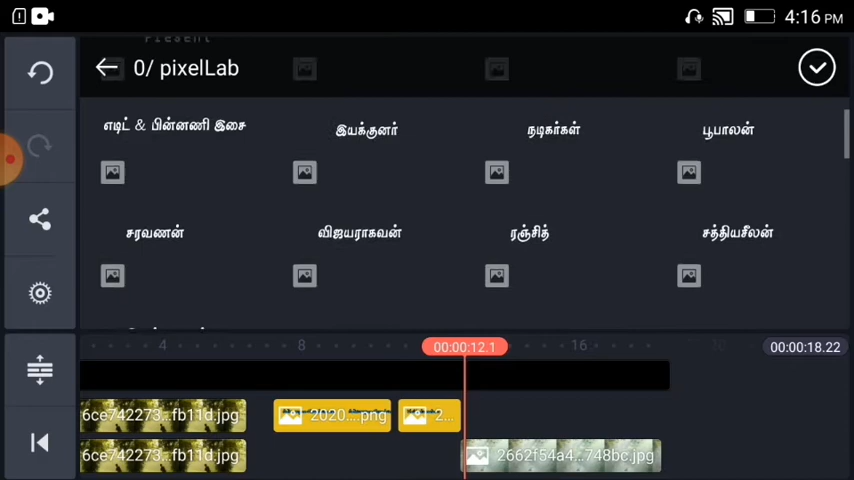 4:16 PM
Present
0/ pixelLab
எடிட் & பின்னணி இசை
இயக்குனர்
நடிகர்கள்
பூபாலன்
சரவணன்
விஜயராகவன்
ரஞ்சித்
சத்தியசீலன்
4
8
00:00:12.1
16
00:00:18.22
6ce742273...fb11d.jpg
2020....png
2...
6ce742273...fb11d.jpg
2662f54a4...748bc.jpg